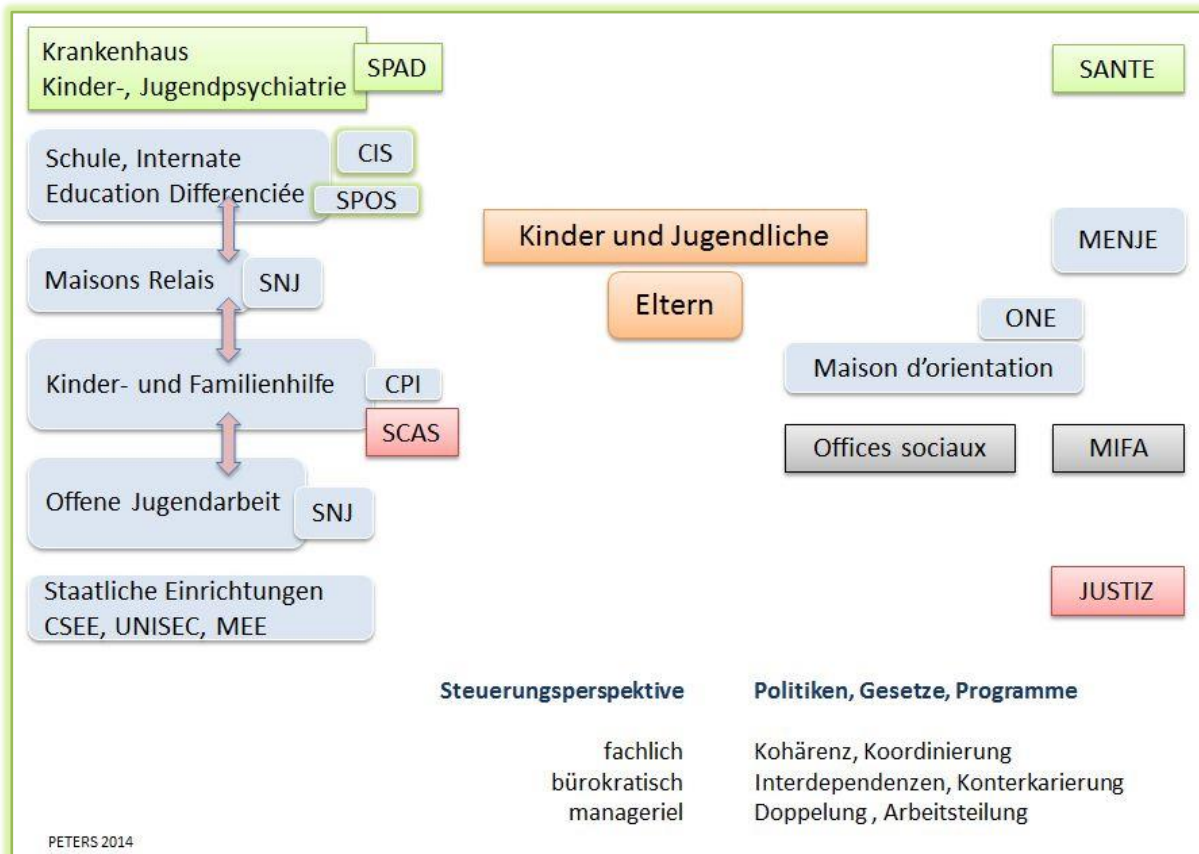 Krankenhaus
Kinder-, Jugendpsychiatrie
SPAD
SANTE
Schule, Internate
Education Differenciée
CIS
SPOS
Kinder und Jugendliche
MENJE
Maisons Relais
SNJ
Eltern
ONE
Maison d'orientation
Kinder- und Familienhilfe
CPI
SCAS
Offices sociaux
MIFA
Offene Jugendarbeit
SNJ
Staatliche Einrichtungen
CSEE, UNISEC, MEE
JUSTIZ
Steuerungsperspektive
Politiken, Gesetze, Programme
fachlich
Kohärenz, Koordinierung
bürokratisch
Interdependenzen, Konterkarierung
manageriel
Doppelung , Arbeitsteilung
PETERS 2014